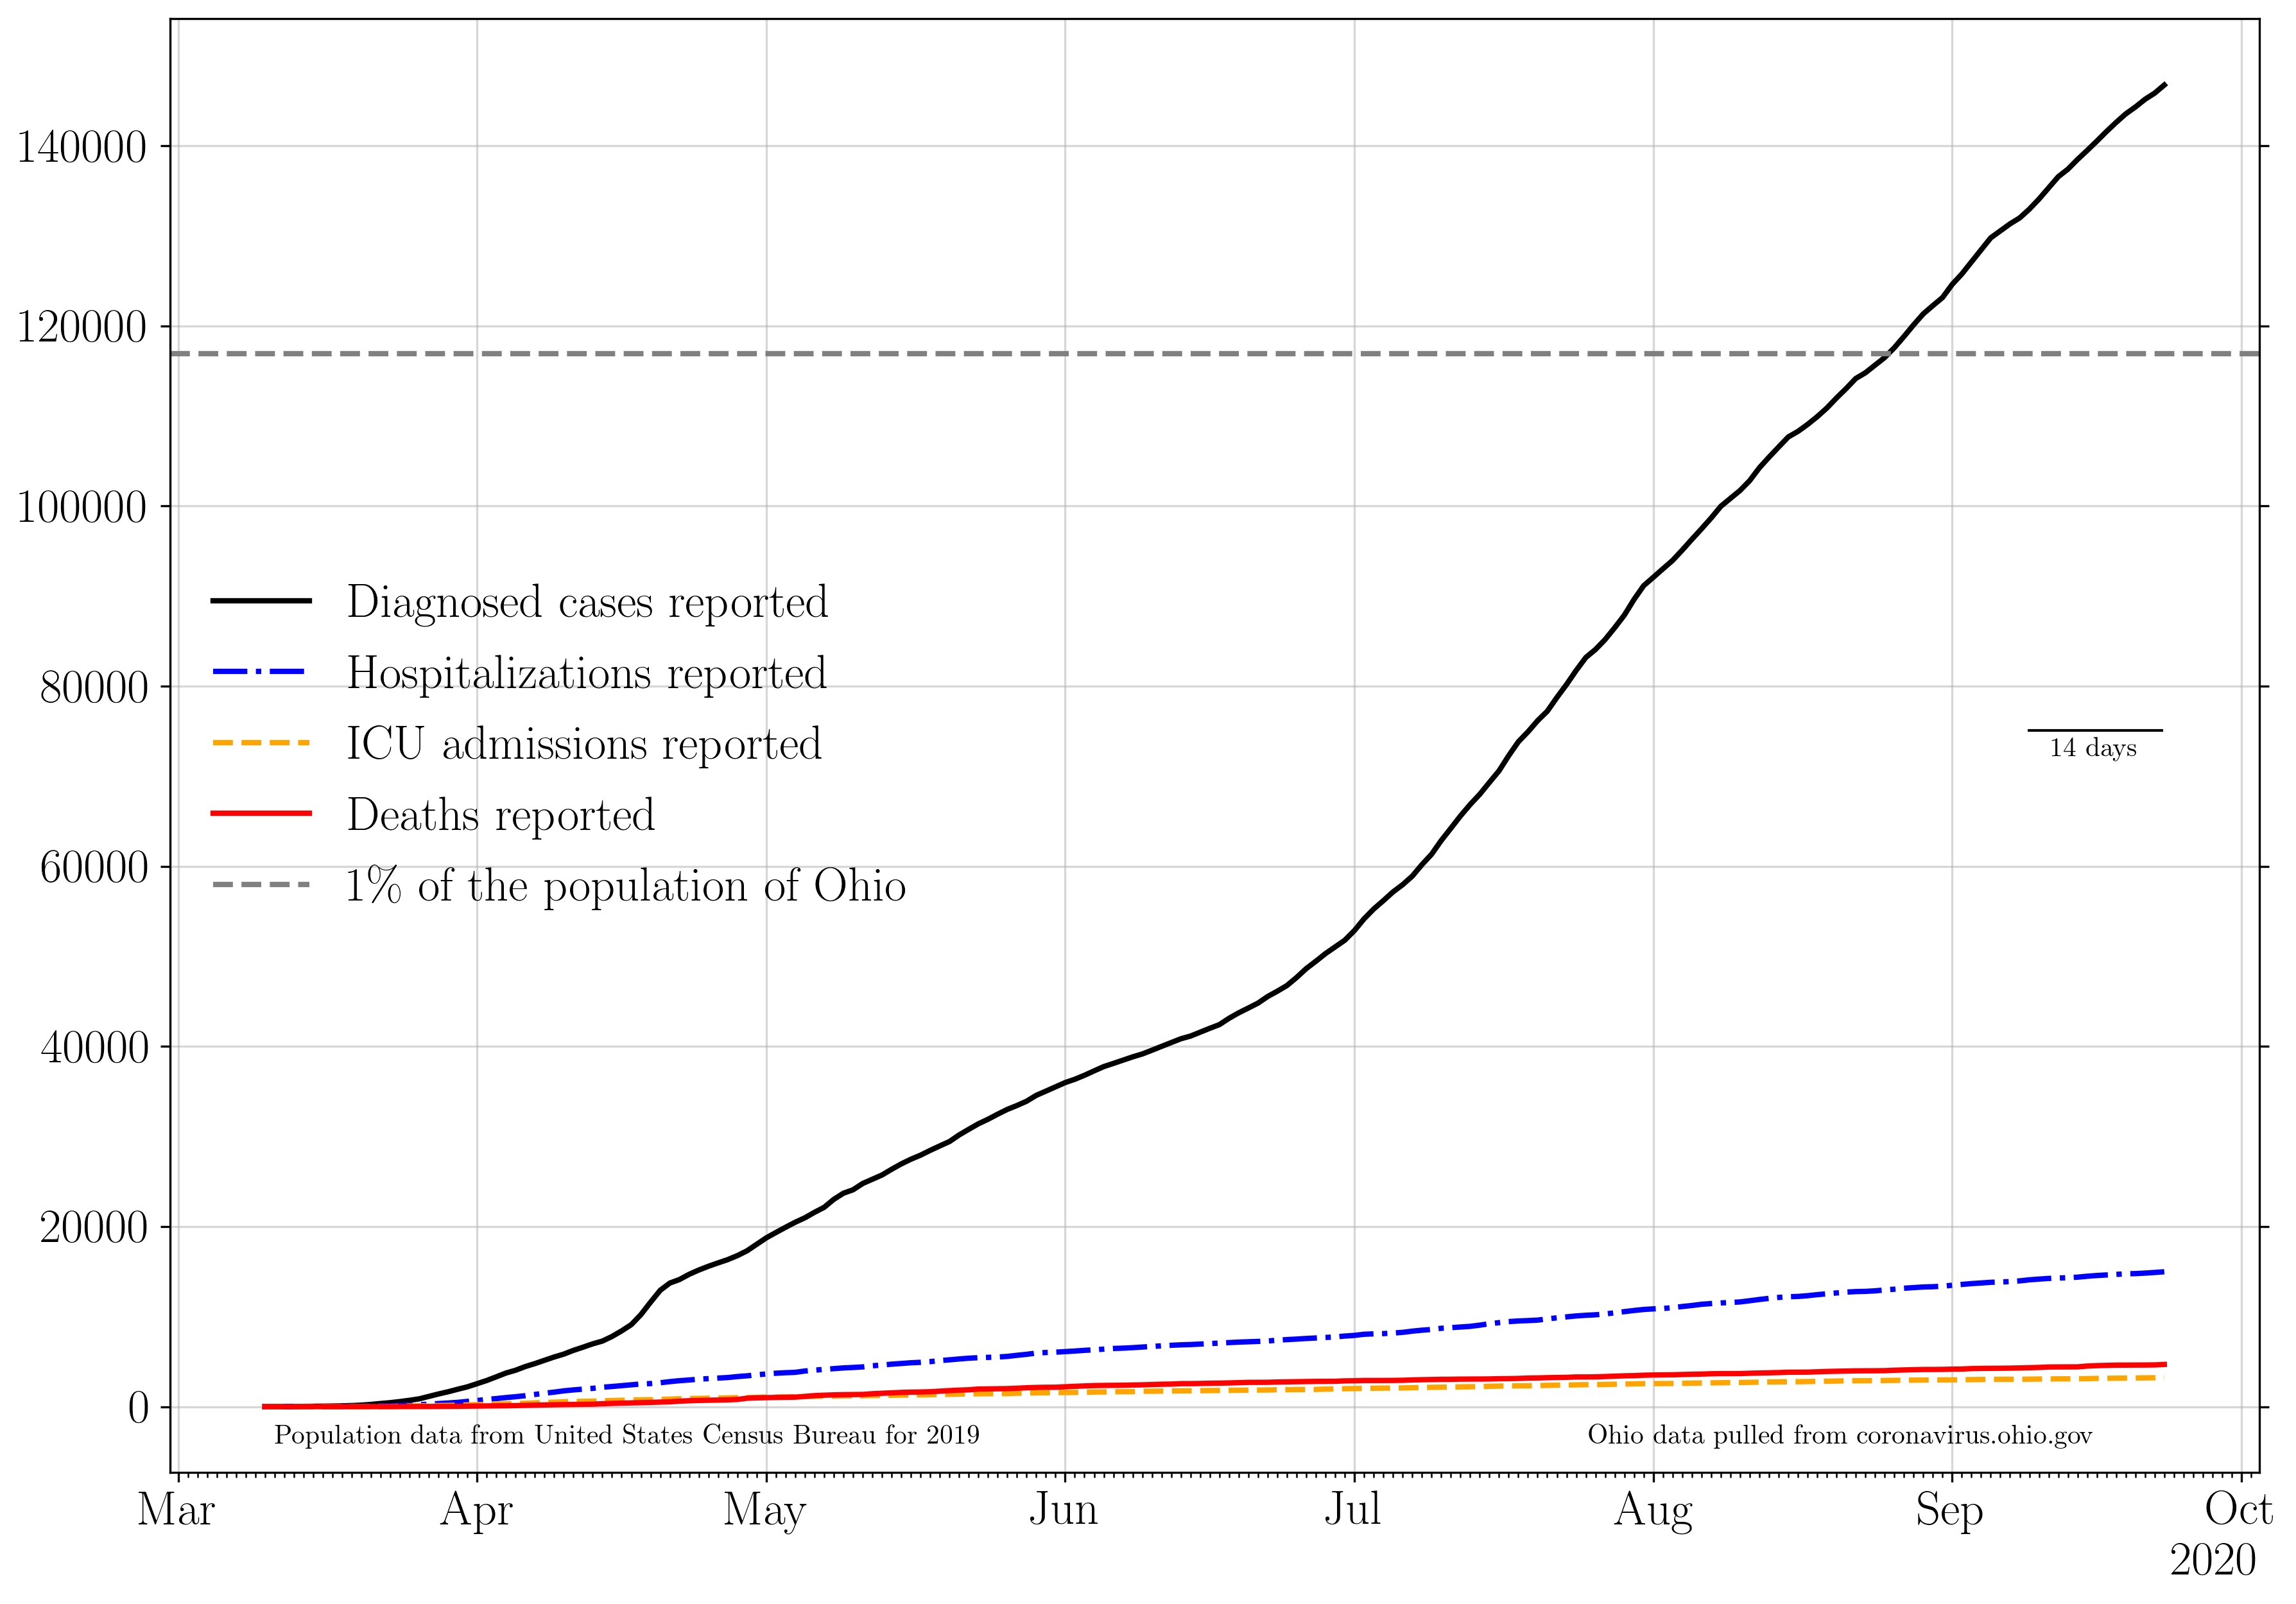 140000
120000
100000
80000
60000
40000
20000
0
Diagnosed cases reported
Hospitalizations reported
ICU admissions reported
Deaths reported
1% of the population of Ohio
14 days
Population data from United States Census Bureau for 2019
Ohio data pulled from coronavirus.ohio.gov
Mar Apr May Jun Jul Aug Sep Oct
2020